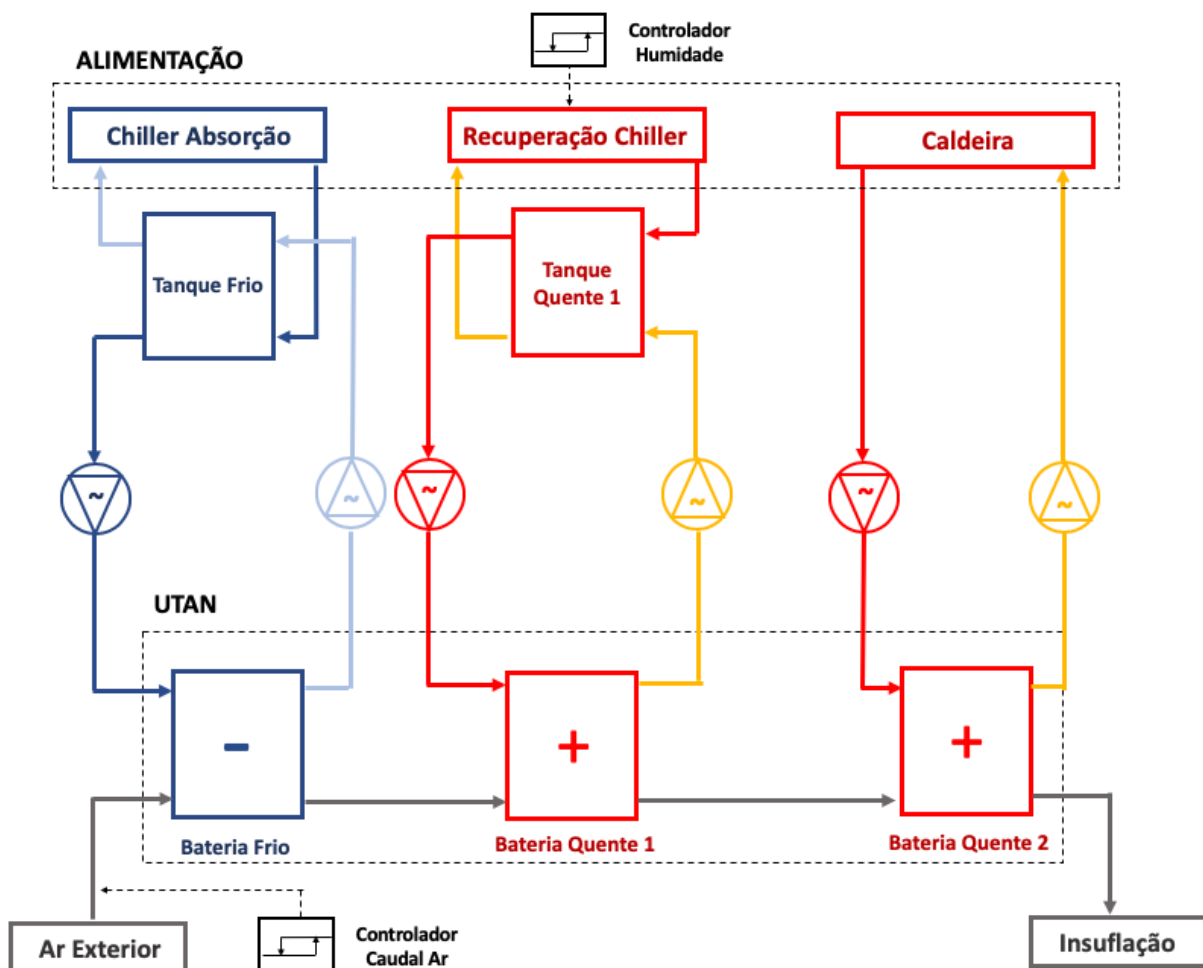 Controlador
Humidade
ALIMENTAÇÃO
Chiller Absorção
Recuperação Chiller
Caldeira
Tanque Frio
Tanque
Quente 1
~
~
~
~
~
~
UTAN
-
+
+
Bateria Frio
Bateria Quente 1
Bateria Quente 2
Ar Exterior
Controlador
Caudal Ar
Insuflação